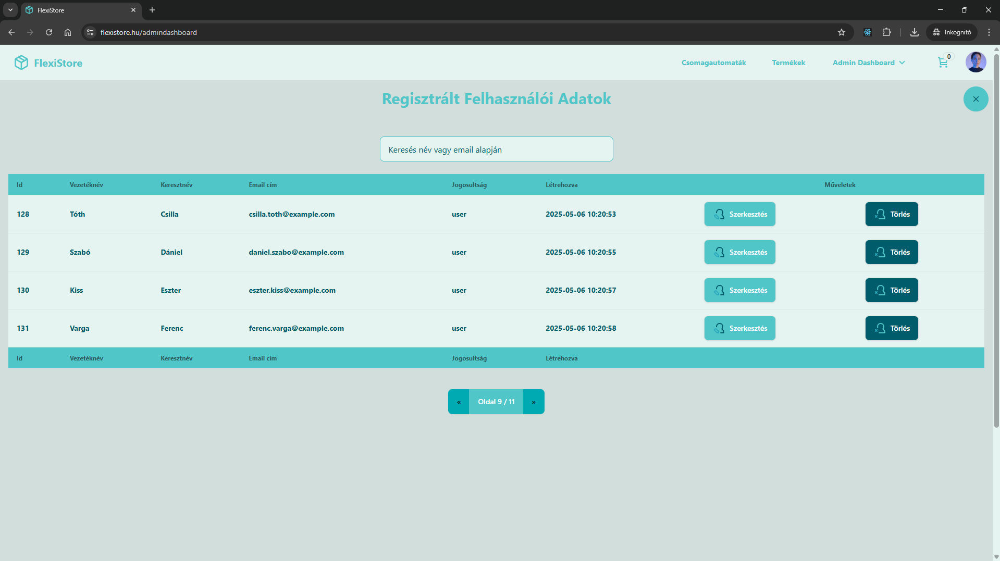 FlexiStore
flexistore.hu/admindashboard
Inkognitó
FlexiStore
Csomagautomaták
Termékek
Admin Dashboard
0
Regisztrált Felhasználói Adatok
Keresés név vagy email alapján
Id Vezetéknév Keresztnév Email cím Jogosultság Létrehozva Műveletek
128 Tóth Csilla csilla.toth@example.com user 2025-05-06 10:20:53 Szerkesztés Törlés
129 Szabó Dániel daniel.szabo@example.com user 2025-05-06 10:20:55 Szerkesztés Törlés
130 Kiss Eszter eszter.kiss@example.com user 2025-05-06 10:20:57 Szerkesztés Törlés
131 Varga Ferenc ferenc.varga@example.com user 2025-05-06 10:20:58 Szerkesztés Törlés
Id Vezetéknév Keresztnév Email cím Jogosultság Létrehozva
« Oldal 9 / 11 »